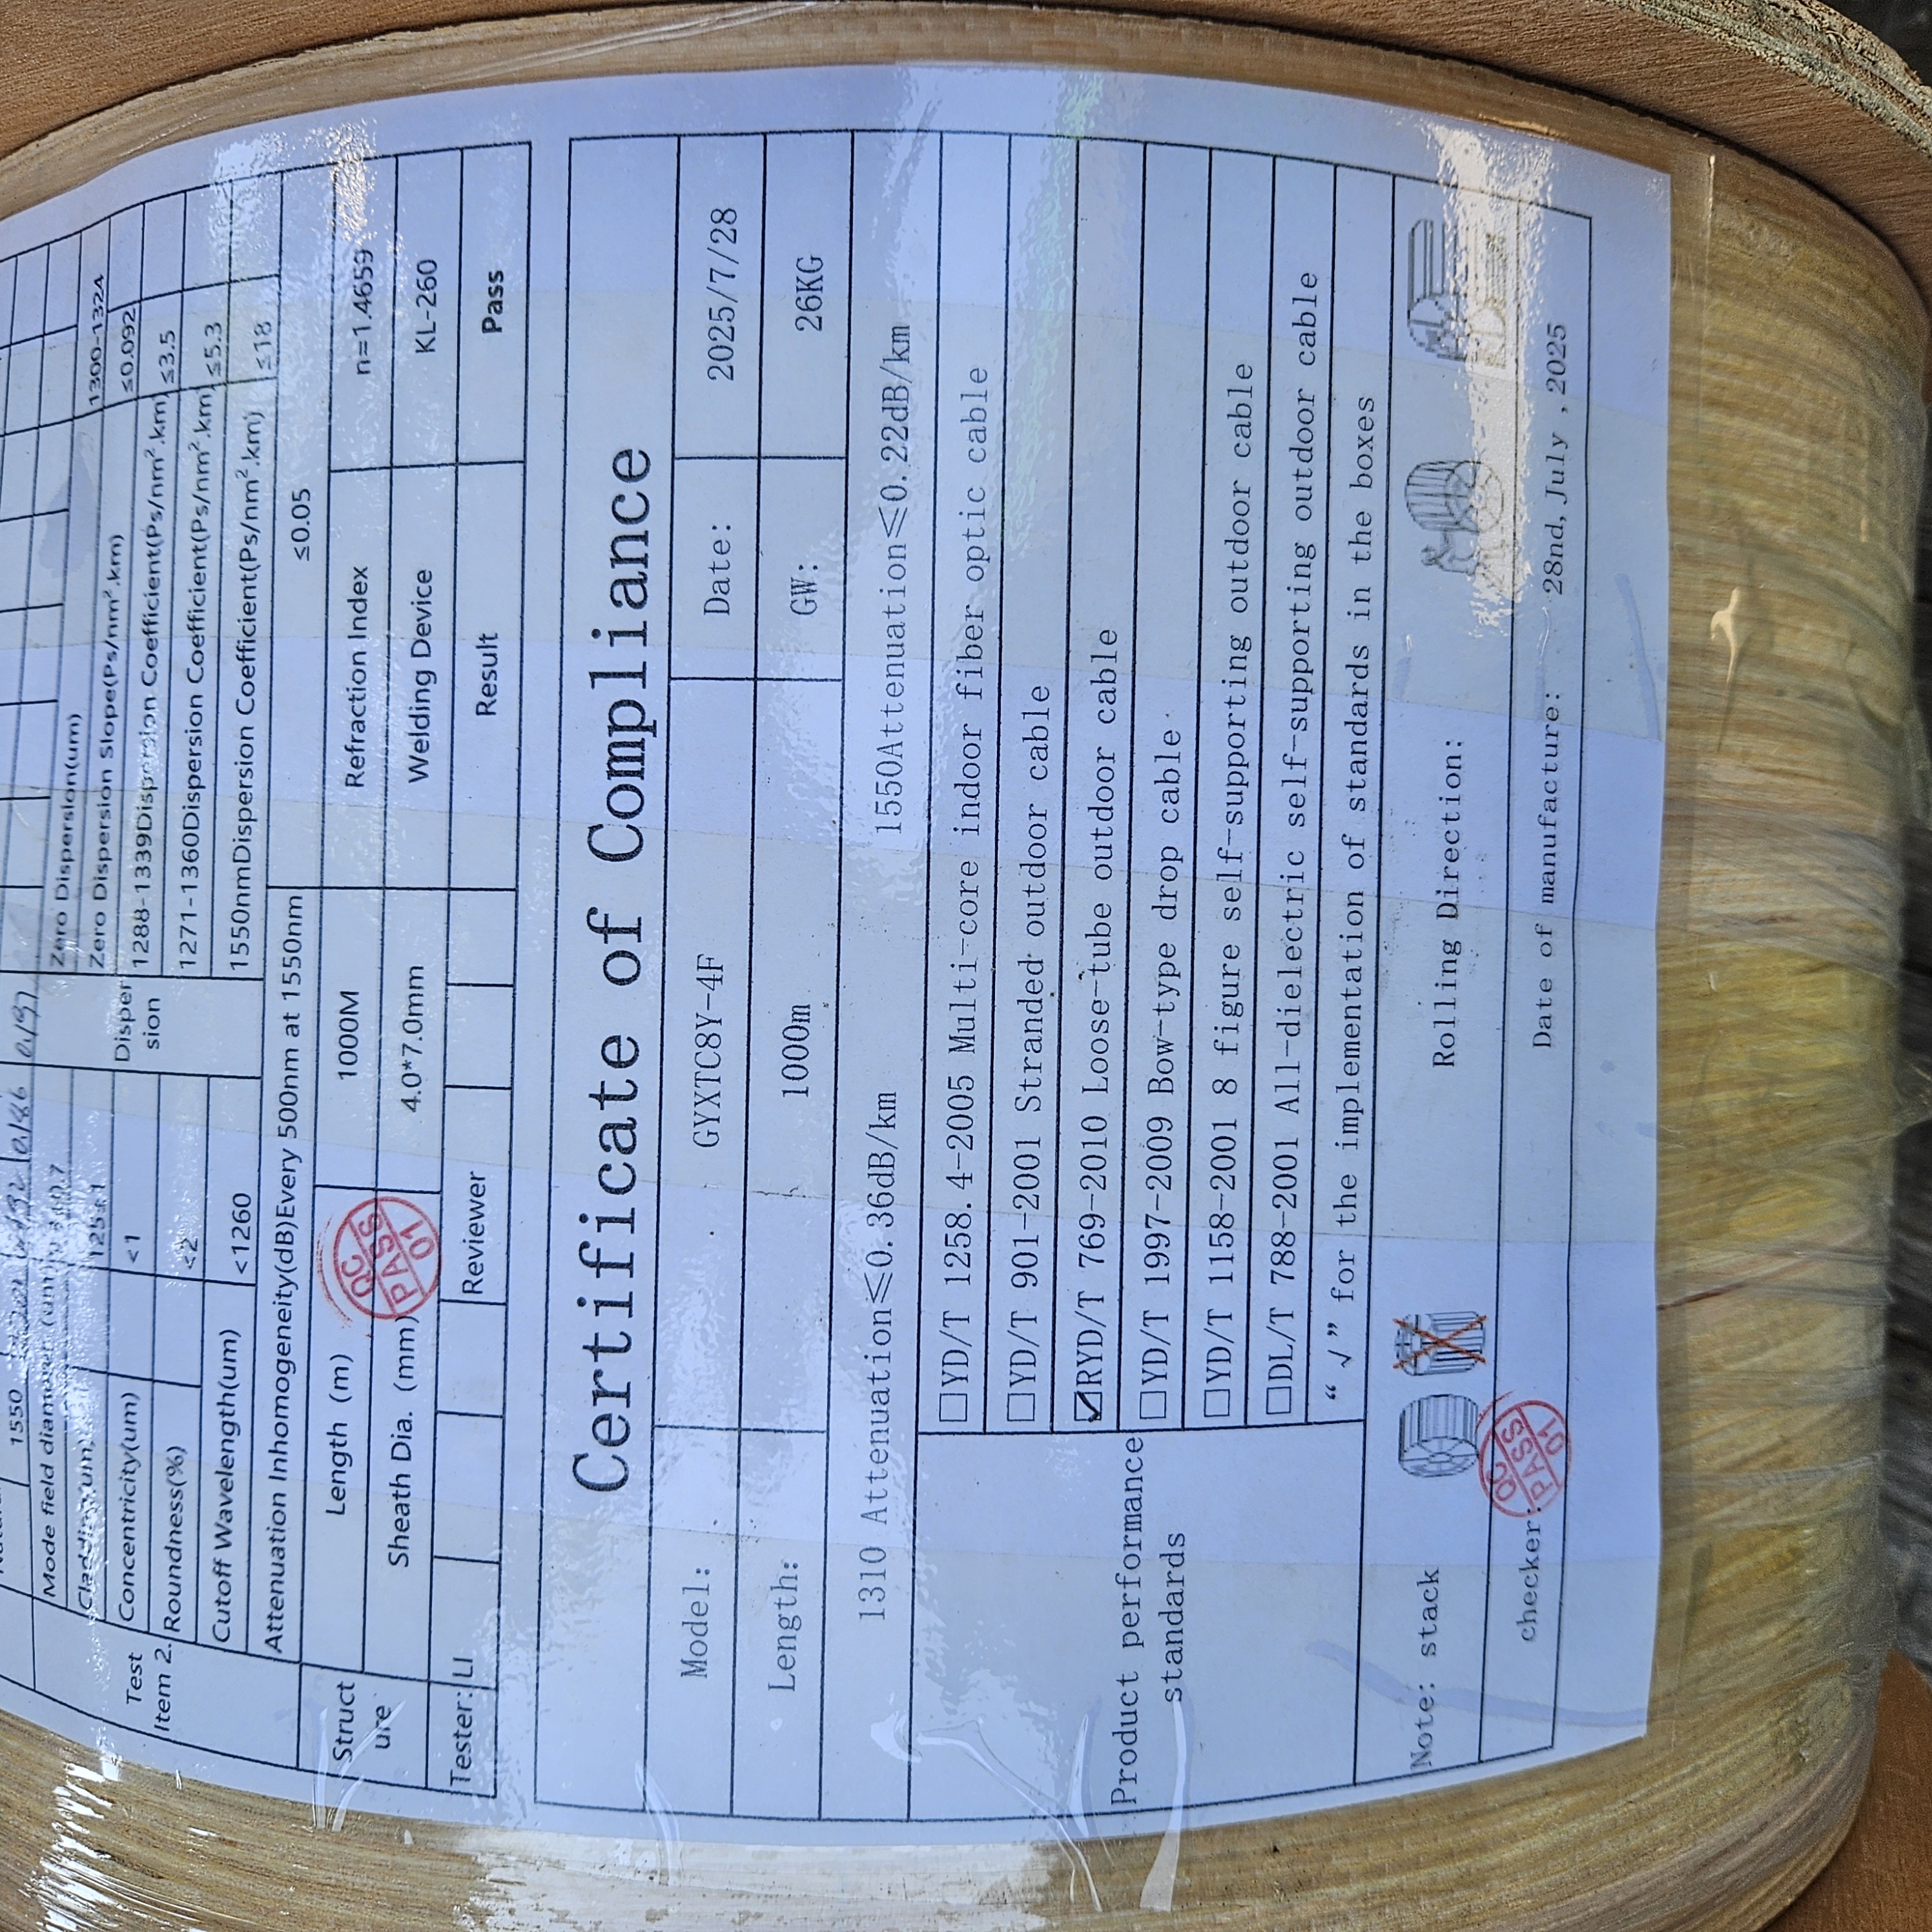 1550 0.186 0.197
Mode field diameter (um)
Zero Dispersion(um) 1300-1324
Cladding(um)
Zero Dispersion Slope(Ps/nm².km) ≤0.092
Test Item 2.
Concentricity(um) <1
Dispersion
1288-1339Dispersion Coefficient(Ps/nm².km) ≤3.5
Roundness(%) <2
1271-1360Dispersion Coefficient(Ps/nm².km) ≤5.3
Cutoff Wavelength(um) <1260
1550nmDispersion Coefficient(Ps/nm².km) ≤18
Attenuation Inhomogeneity(dB)Every 500nm at 1550nm ≤0.05
Structure
Length (m) 1000M Refraction Index n=1.4659
Sheath Dia. (mm) 4.0*7.0mm Welding Device KL-260
QC PASS 01
Tester: LI Reviewer Result Pass
Certificate of Compliance
Model: GYXTC8Y-4F Date: 2025/7/28
Length: 1000m GW: 26KG
1310 Attenuation≤0.36dB/km 1550Attenuation≤0.22dB/km
Product performance standards
□YD/T 1258.4-2005 Multi-core indoor fiber optic cable
□YD/T 901-2001 Stranded outdoor cable
☑RYD/T 769-2010 Loose-tube outdoor cable
□YD/T 1997-2009 Bow-type drop cable
□YD/T 1158-2001 8 figure self-supporting outdoor cable
□DL/T 788-2001 All-dielectric self-supporting outdoor cable
“√” for the implementation of standards in the boxes
Note: stack Rolling Direction:
checker: QC PASS 01 Date of manufacture: 28nd, July , 2025